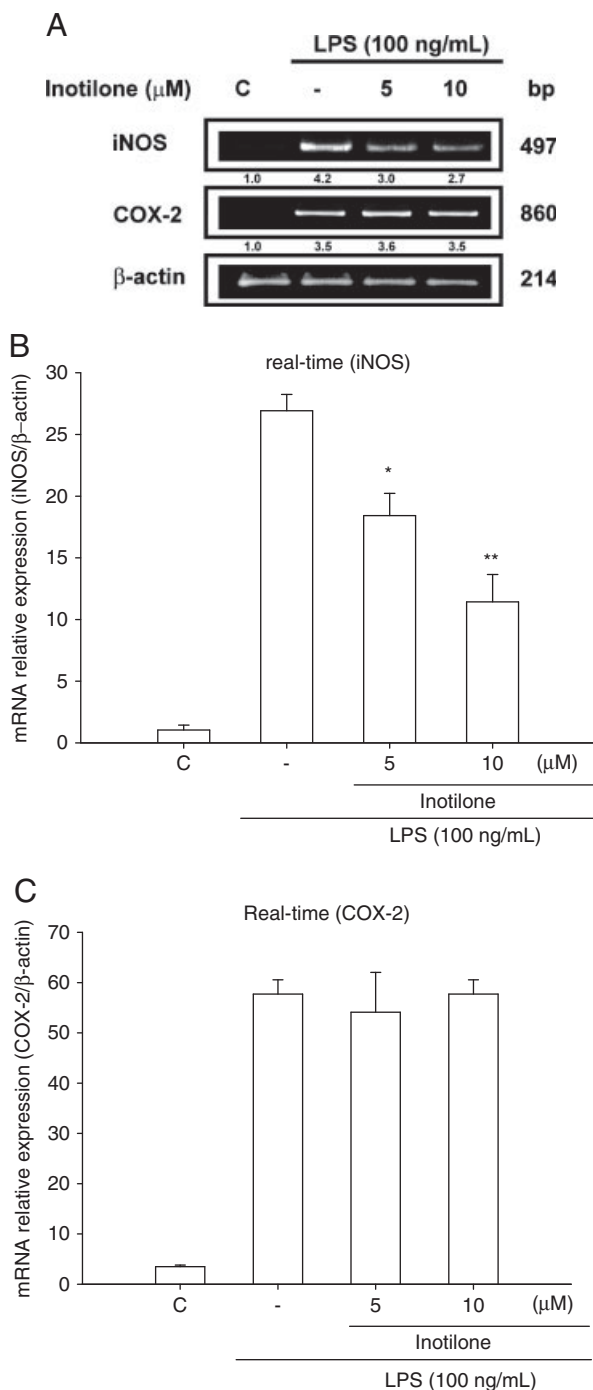 A
LPS (100 ng/mL)
Inotilone (μM) C - 5 10 bp
iNOS 497
1.0 4.2 3.0 2.7
COX-2 860
1.0 3.5 3.6 3.5
β-actin 214
B
real-time (iNOS)
mRNA relative expression (iNOS/β–actin)
30
25
20
15
10
5
0
*
**
C - 5 10 (μM)
Inotilone
LPS (100 ng/mL)
C
Real-time (COX-2)
mRNA relative expression (COX-2/β-actin)
70
60
50
40
30
20
10
0
C - 5 10 (μM)
Inotilone
LPS (100 ng/mL)